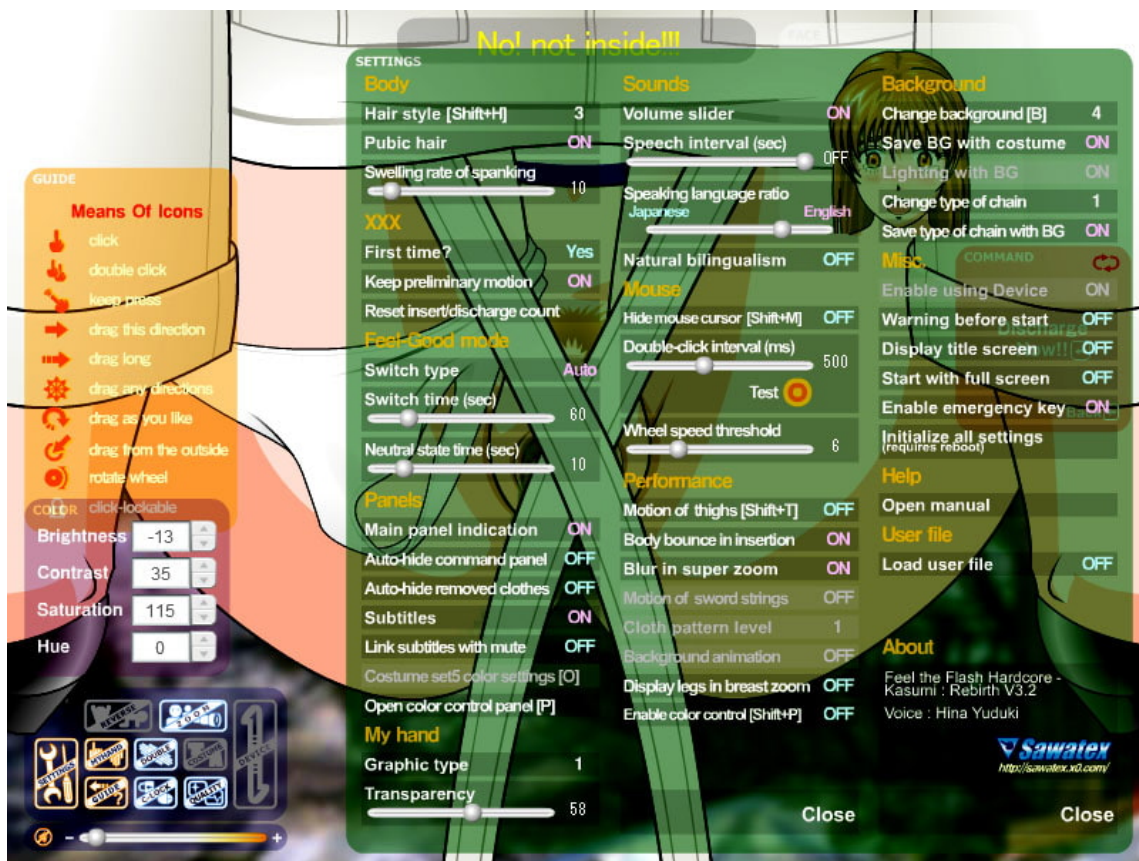 No! not inside!!!
FACE
SETTINGS
Body
Hair style [Shift+H] 3
Pubic hair ON
Swelling rate of spanking
10
XXX
First time? Yes
Keep preliminary motion ON
Reset insert/discharge count
Feel-Good mode
Switch type Auto
Switch time (sec)
60
Neutral state time (sec)
10
Panels
Main panel indication ON
Auto-hide command panel OFF
Auto-hide removed clothes OFF
Subtitles ON
Link subtitles with mute OFF
Costume set5 color settings [O]
Open color control panel [P]
My hand
Graphic type 1
Transparency
58
Sounds
Volume slider ON
Speech interval (sec)
OFF
Speaking language ratio
Japanese English
Natural bilingualism OFF
Mouse
Hide mouse cursor [Shift+M] OFF
Double-click interval (ms)
500
Test
Wheel speed threshold
6
Performance
Motion of thighs [Shift+T] OFF
Body bounce in insertion ON
Blur in super zoom ON
Motion of sword strings OFF
Cloth pattern level 1
Background animation OFF
Display legs in breast zoom OFF
Enable color control [Shift+P] OFF
Close
Background
Change background [B] 4
Save BG with costume ON
Lighting with BG ON
Change type of chain 1
Save type of chain with BG ON
Misc.
Enable using Device ON
Warning before start OFF
Display title screen OFF
Start with full screen OFF
Enable emergency key ON
Initialize all settings
(requires reboot)
Help
Open manual
User file
Load user file OFF
About
Feel the Flash Hardcore -
Kasumi : Rebirth V3.2
Voice : Hina Yuduki
Sawatex
http://sawatex.x0.com/
Close
COMMAND
Discharge
Now!!
GUIDE
Means Of Icons
click
double click
keep press
drag this direction
drag long
drag any directions
drag as you like
drag from the outside
rotate wheel
click-lockable
COLOR
Brightness -13
Contrast 35
Saturation 115
Hue 0
REVERSE
ZOOM
SETTINGS
MYHAND
DOUBLE
COSTUME
DEVICE
GUIDE
C-LOCK
QUALITY
- +